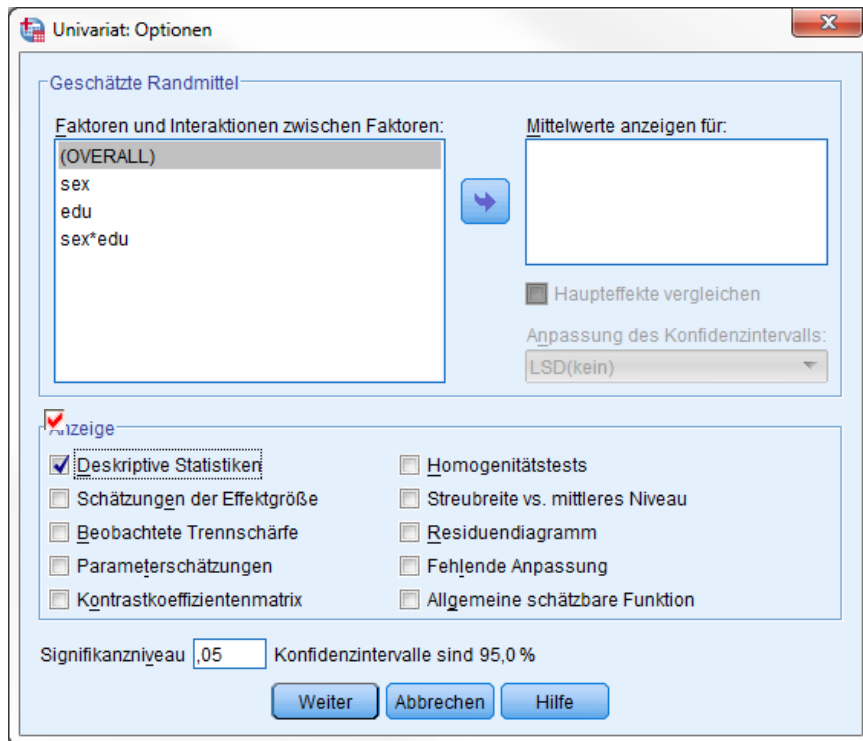 Univariat: Optionen
Geschätzte Randmittel
Faktoren und Interaktionen zwischen Faktoren:
(OVERALL)
sex
edu
sex*edu
Mittelwerte anzeigen für:
Haupteffekte vergleichen
Anpassung des Konfidenzintervalls:
LSD(kein)
Anzeige
Deskriptive Statistiken
Homogenitätstests
Schätzungen der Effektgröße
Streubreite vs. mittleres Niveau
Beobachtete Trennschärfe
Residuendiagramm
Parameterschätzungen
Fehlende Anpassung
Kontrastkoeffizientenmatrix
Allgemeine schätzbare Funktion
Signifikanzniveau ,05 Konfidenzintervalle sind 95,0 %
Weiter Abbrechen Hilfe